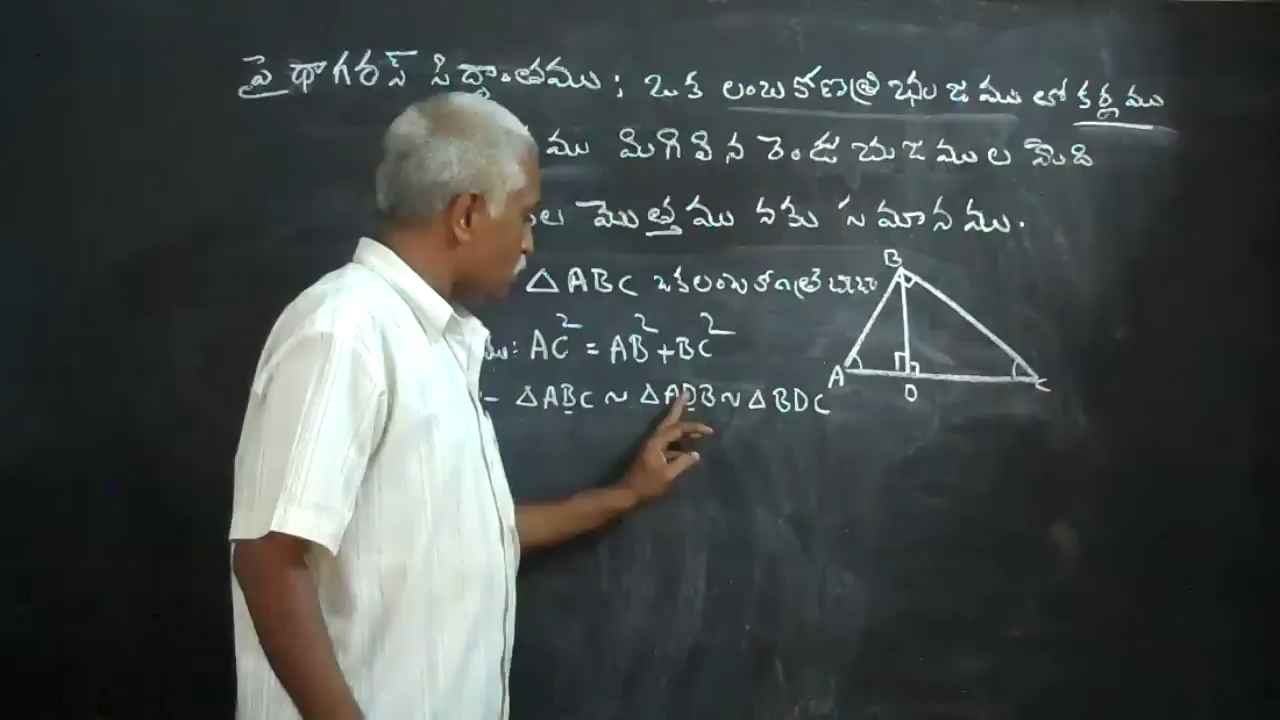 పైథాగరస్ సిద్ధాంతము : ఒక లంబకోణత్రిభుజములో కర్ణము
ము మిగిలిన రెండు భుజముల మీది
ల మొత్తమునకు సమానము.
△ABC ఒక లంబకోణత్రిభుజ
ము: AC² = AB² + BC²
– △ABC ~ △ADB ~ △BDC
B
A
D
C